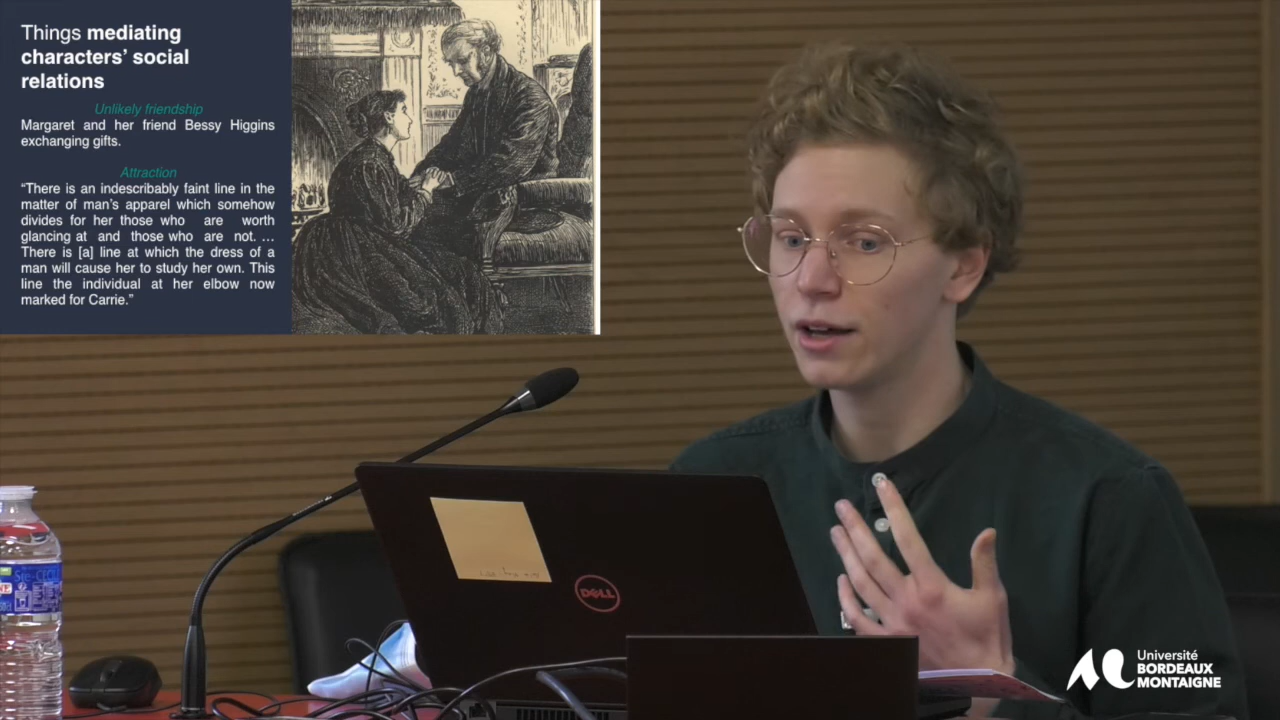 Things mediating
characters' social
relations
Unlikely friendship
Margaret and her friend Bessy Higgins
exchanging gifts.
Attraction
“There is an indescribably faint line in the
matter of man's apparel which somehow
divides for her those who are worth
glancing at and those who are not. …
There is [a] line at which the dress of a
man will cause her to study her own. This
line the individual at her elbow now
marked for Carrie.”
DELL
Université
BORDEAUX
MONTAIGNE